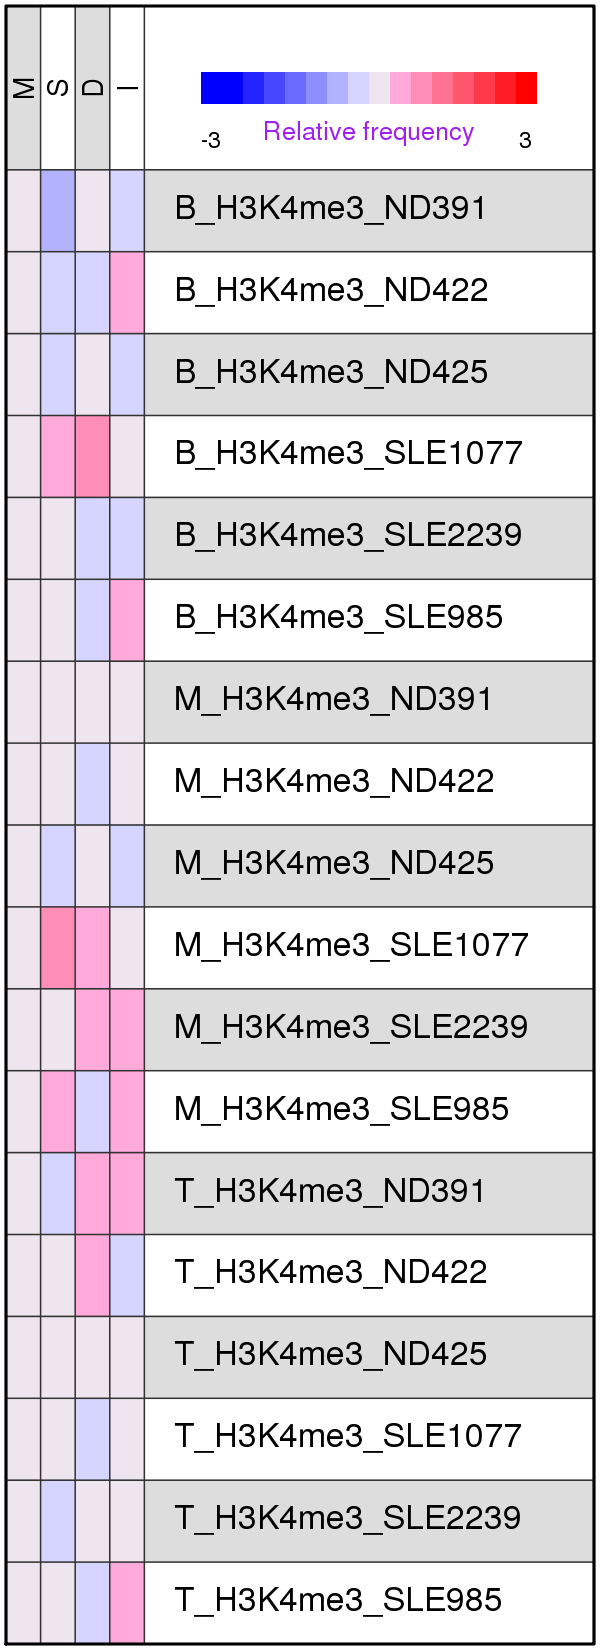 M S D I
Relative frequency
-3 3
B_H3K4me3_ND391
B_H3K4me3_ND422
B_H3K4me3_ND425
B_H3K4me3_SLE1077
B_H3K4me3_SLE2239
B_H3K4me3_SLE985
M_H3K4me3_ND391
M_H3K4me3_ND422
M_H3K4me3_ND425
M_H3K4me3_SLE1077
M_H3K4me3_SLE2239
M_H3K4me3_SLE985
T_H3K4me3_ND391
T_H3K4me3_ND422
T_H3K4me3_ND425
T_H3K4me3_SLE1077
T_H3K4me3_SLE2239
T_H3K4me3_SLE985